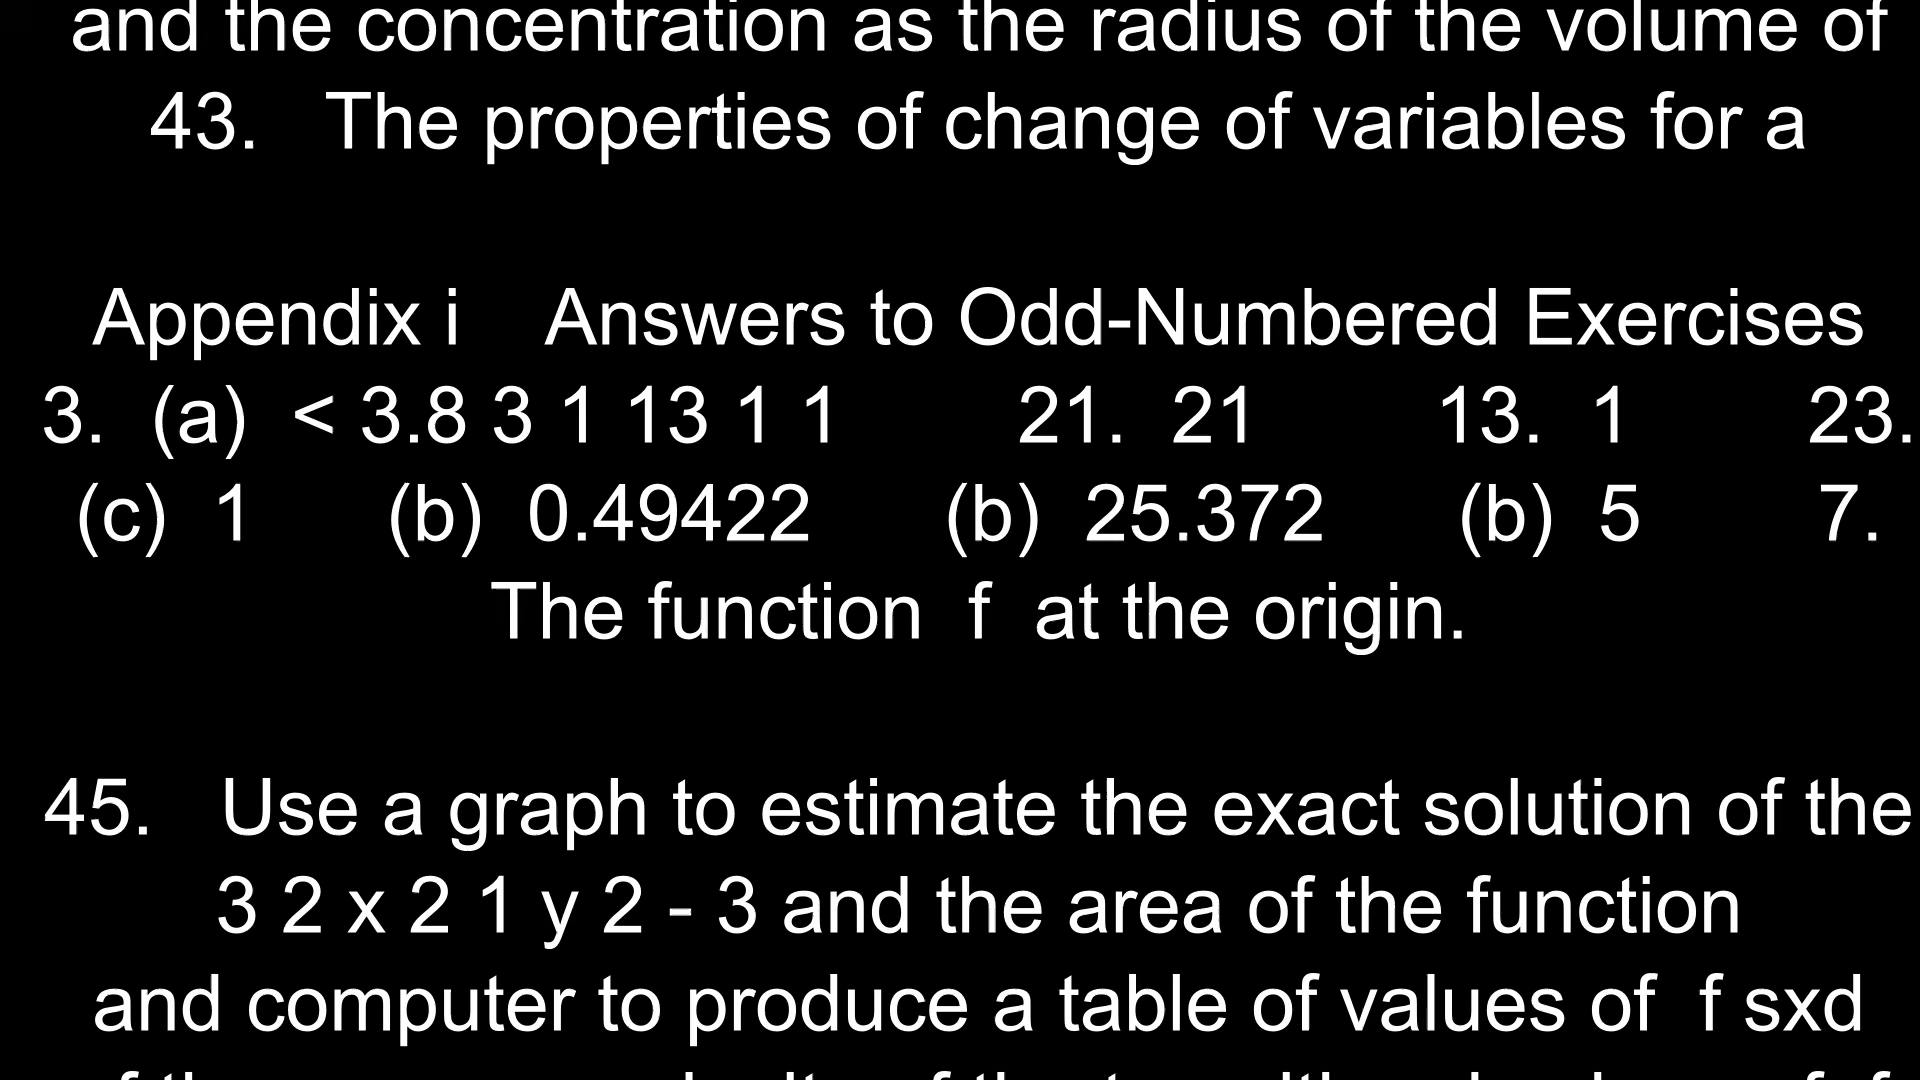 and the concentration as the radius of the volume of
43. The properties of change of variables for a
Appendix i Answers to Odd-Numbered Exercises
3. (a) < 3.8 3 1 13 1 1 21. 21 13. 1 23.
(c) 1 (b) 0.49422 (b) 25.372 (b) 5 7.
The function f at the origin.
45. Use a graph to estimate the exact solution of the
3 2 x 2 1 y 2 - 3 and the area of the function
and computer to produce a table of values of f sxd